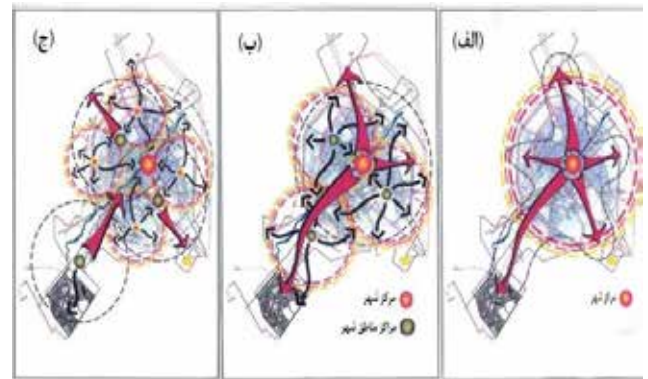 (الف)
(ب)
(ج)
مرکز شهر
مرکز شهر
مراکز مناطق شهر